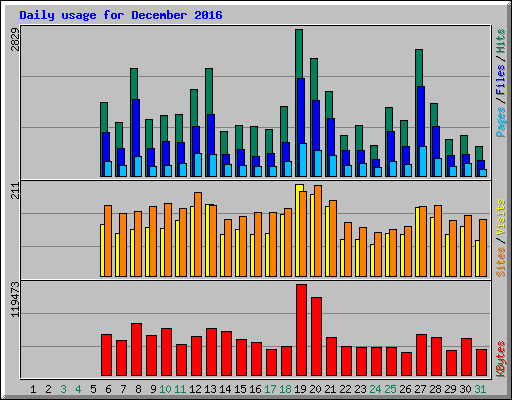 Daily usage for December 2016
2829
Pages / Files / Hits
211
Sites / Visits
119473
KBytes
1 2 3 4 5 6 7 8 9 10 11 12 13 14 15 16 17 18 19 20 21 22 23 24 25 26 27 28 29 30 31